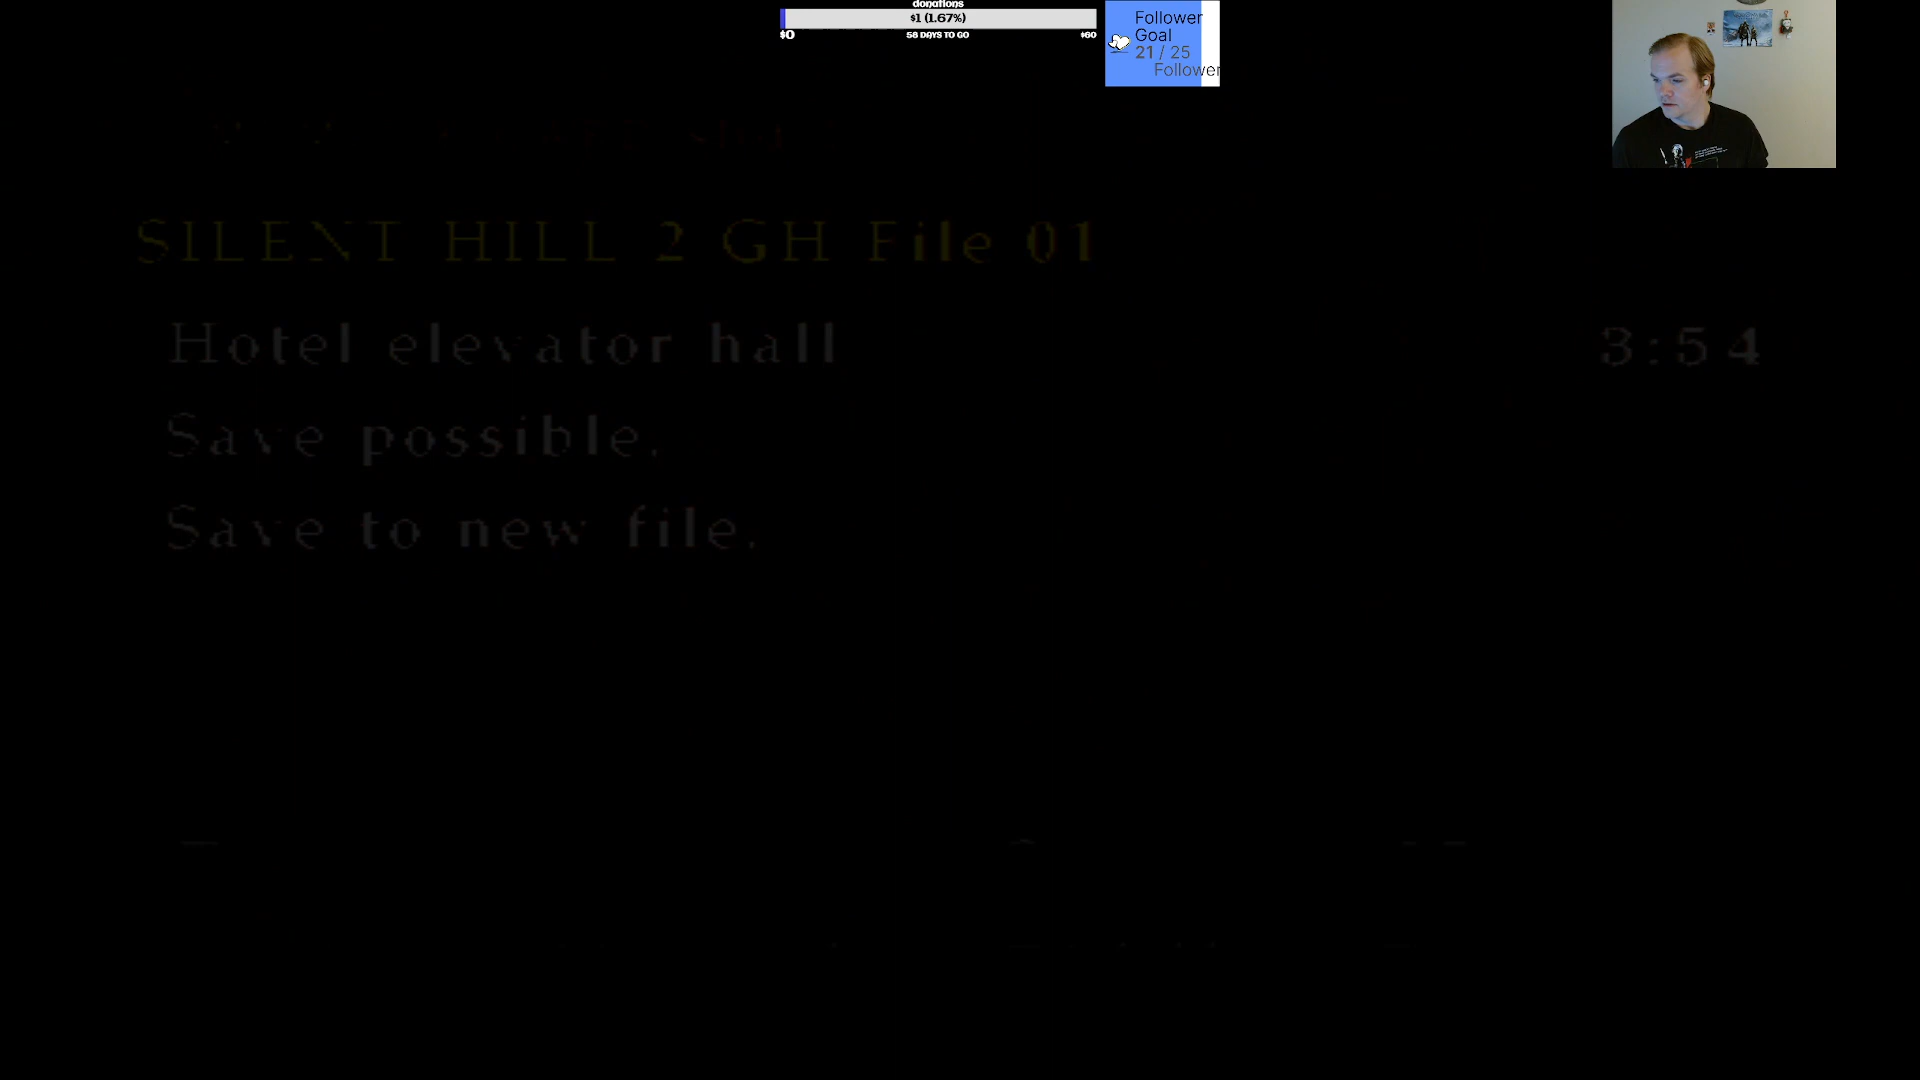 donations
$1 (1.67%)
$0
58 DAYS TO GO
$60
Follower
Goal
21 / 25
Follower
SILENT HILL 2 GH File 01
Hotel elevator hall
3:54
Save possible.
Save to new file.